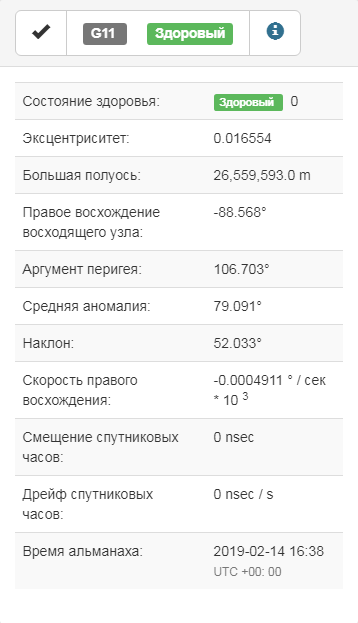 G11 Здоровый
Состояние здоровья: Здоровый 0
Эксцентриситет: 0.016554
Большая полуось: 26,559,593.0 m
Правое восхождение -88.568°
восходящего узла:
Аргумент перигея: 106.703°
Средняя аномалия: 79.091°
Наклон: 52.033°
Скорость правого -0.0004911 ° / сек
восхождения: * 10 3
Смещение спутниковых 0 nsec
часов:
Дрейф спутниковых 0 nsec / s
часов:
Время альманаха: 2019-02-14 16:38
UTC +00: 00